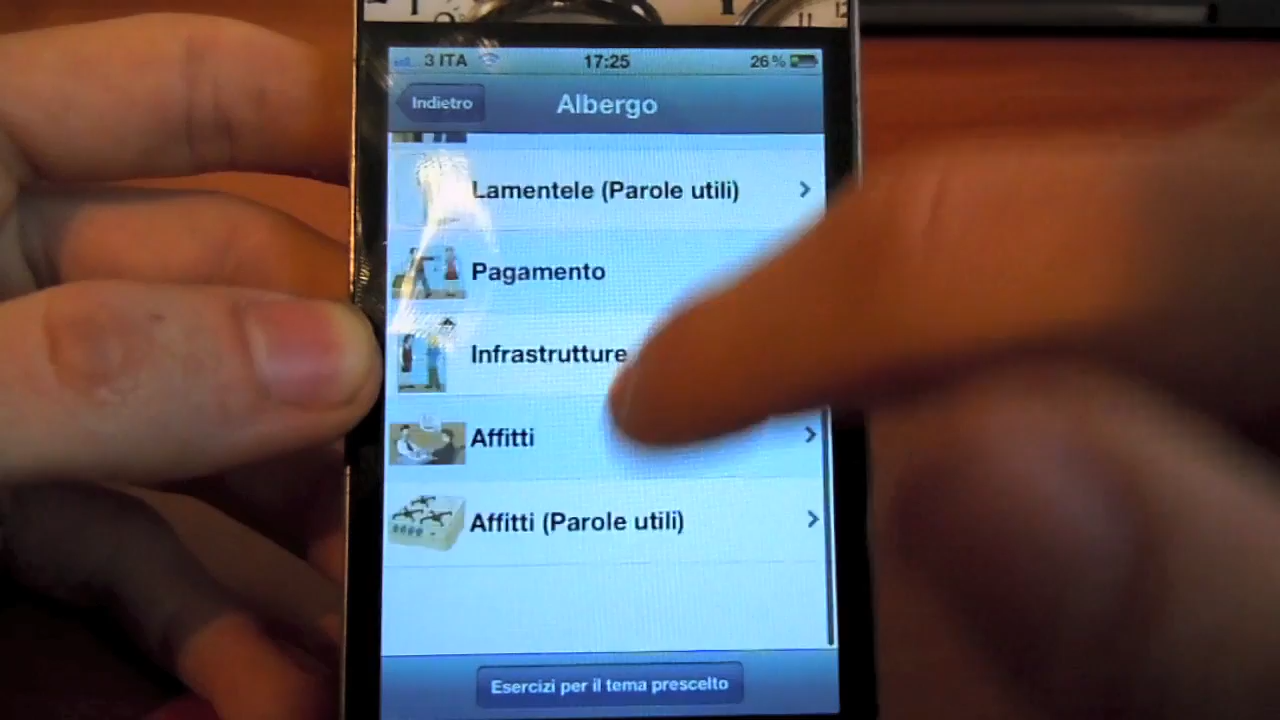 3 ITA 17:25 26%
Indietro Albergo
Lamentele (Parole utili)
Pagamento
Infrastrutture
Affitti
Affitti (Parole utili)
Esercizi per il tema prescelto